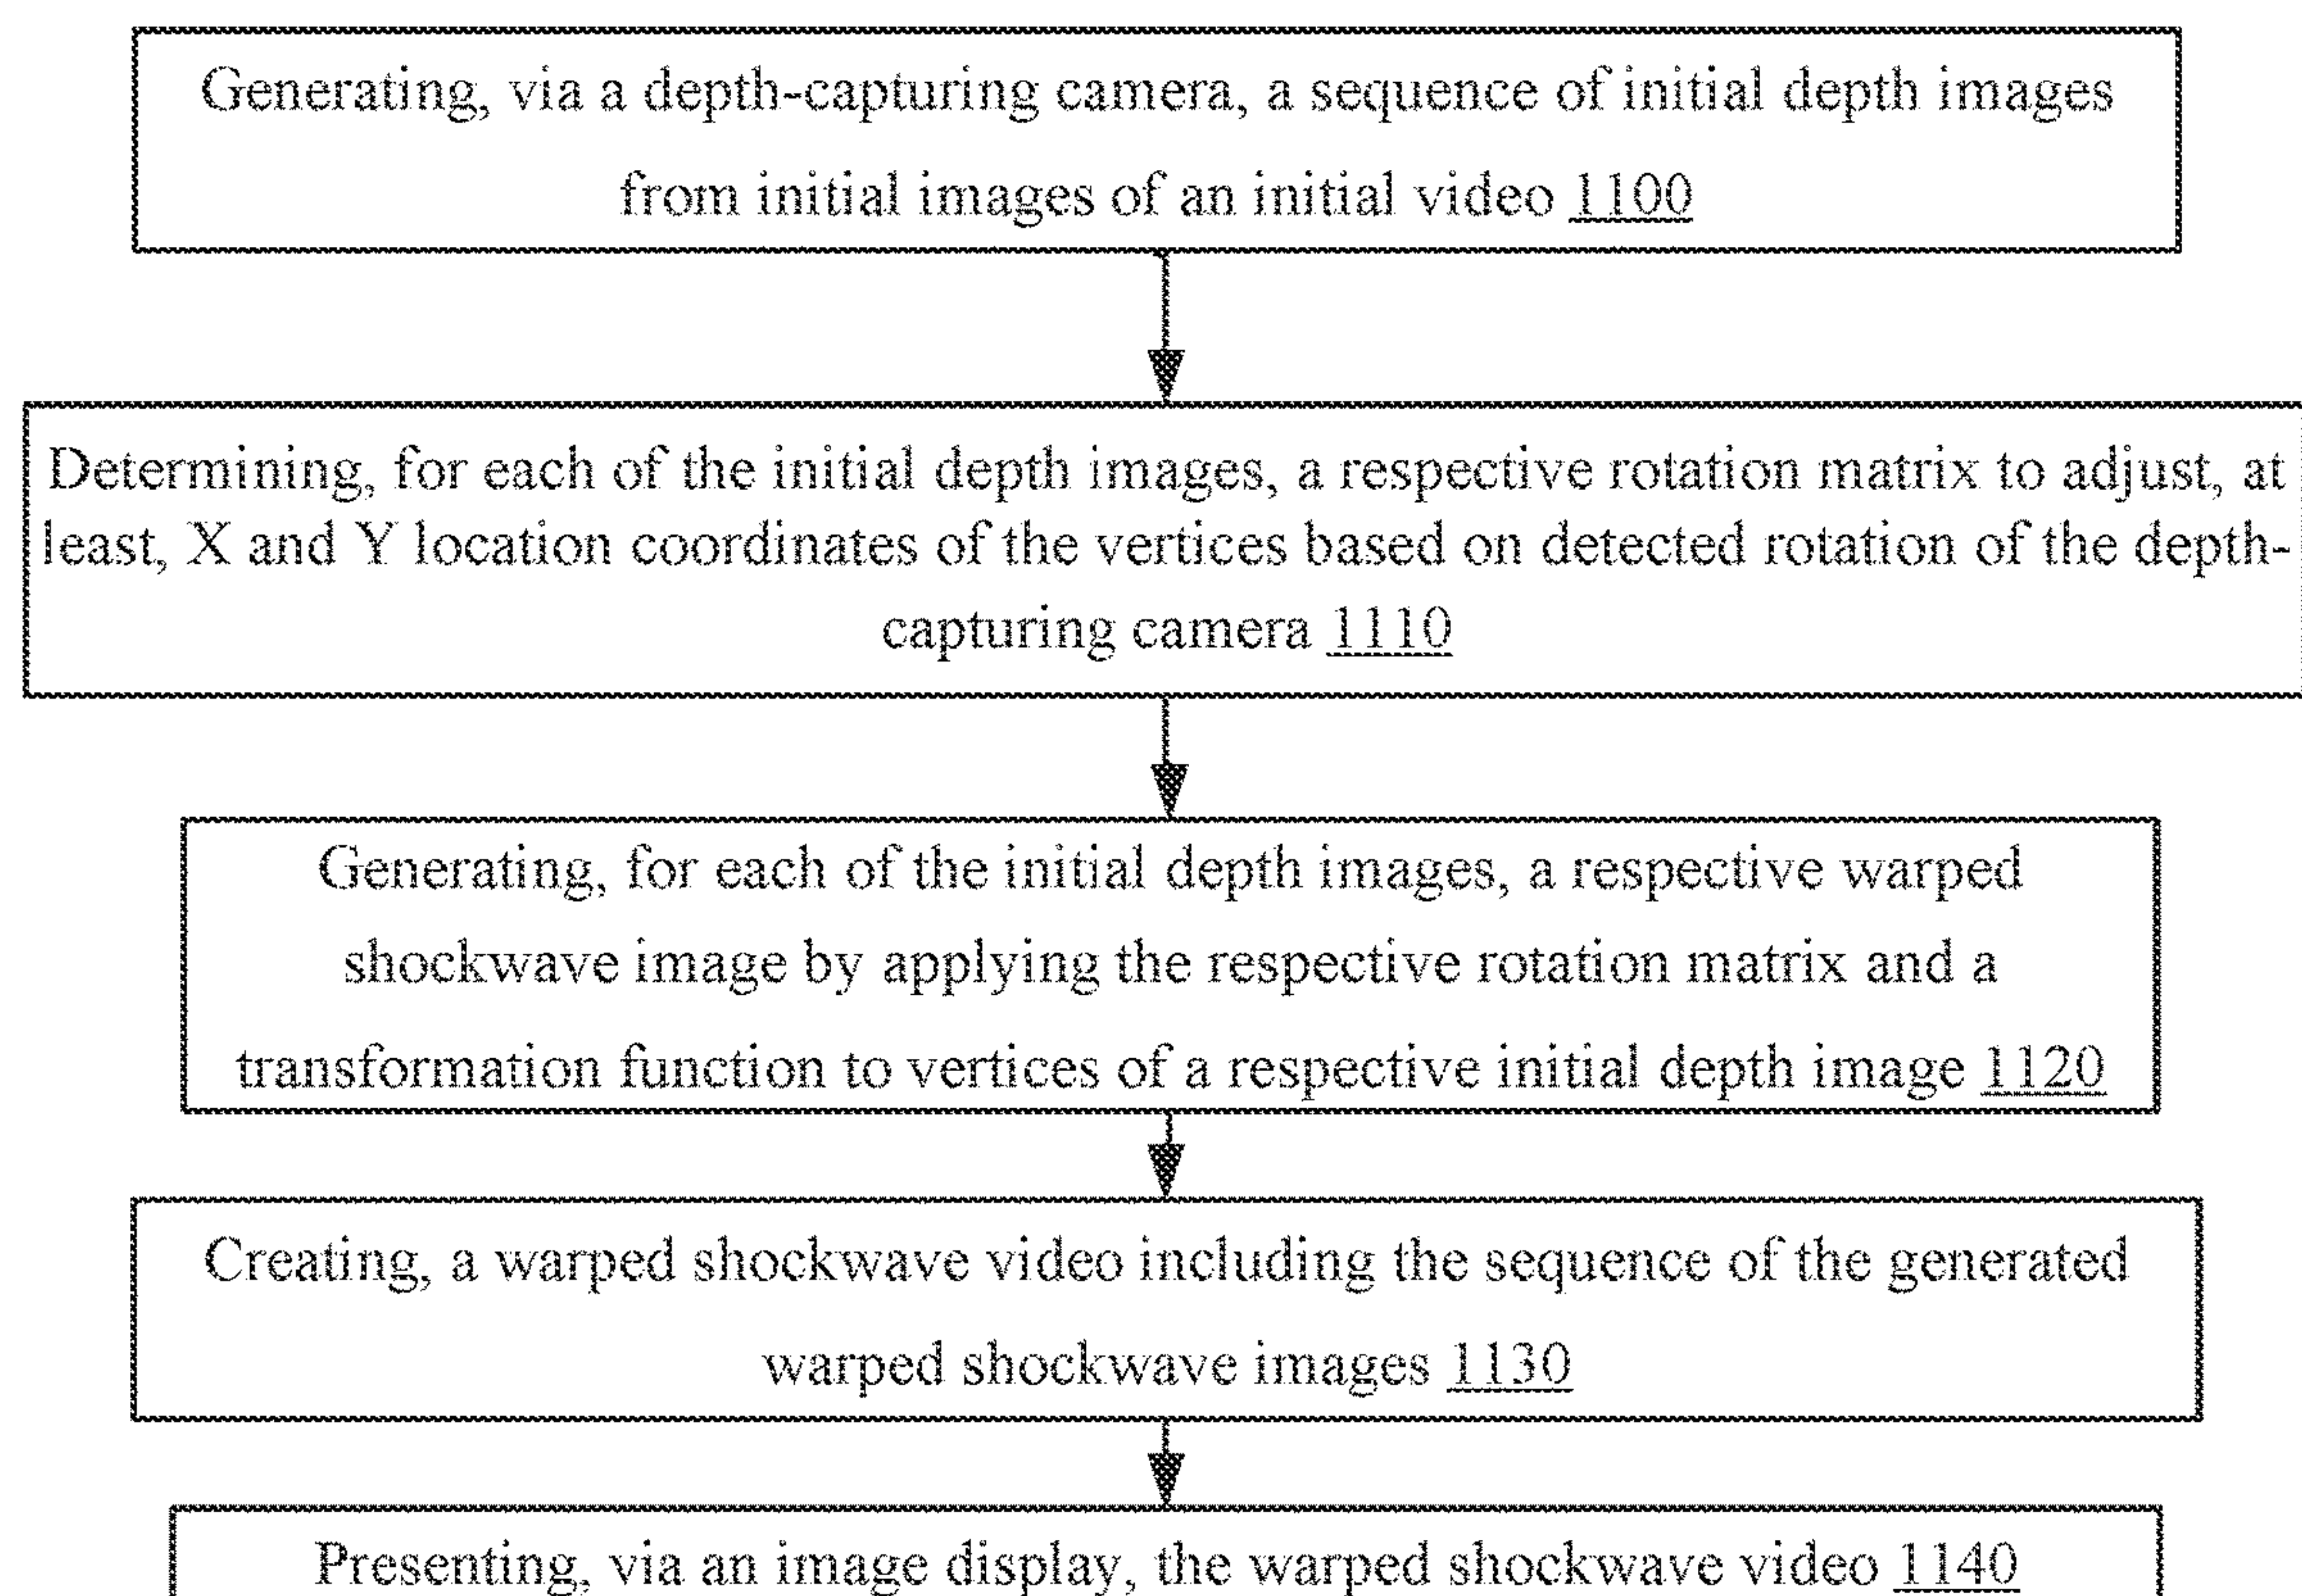 Generating, via a depth-capturing camera, a sequence of initial depth images
from initial images of an initial video 1100
Determining, for each of the initial depth images, a respective rotation matrix to adjust, at
least, X and Y location coordinates of the vertices based on detected rotation of the depth-
capturing camera 1110
Generating, for each of the initial depth images, a respective warped
shockwave image by applying the respective rotation matrix and a
transformation function to vertices of a respective initial depth image 1120
Creating, a warped shockwave video including the sequence of the generated
warped shockwave images 1130
Presenting, via an image display, the warped shockwave video 1140